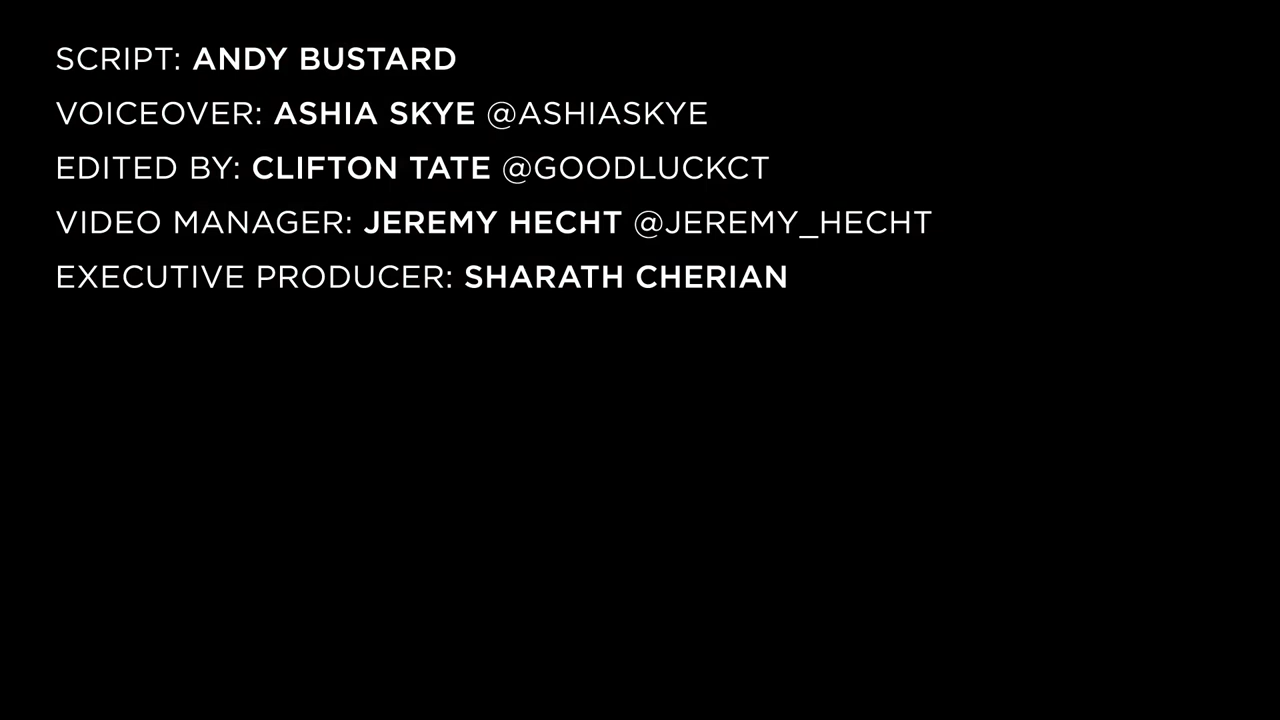 SCRIPT: ANDY BUSTARD
VOICEOVER: ASHIA SKYE @ASHIASKYE
EDITED BY: CLIFTON TATE @GOODLUCKCT
VIDEO MANAGER: JEREMY HECHT @JEREMY_HECHT
EXECUTIVE PRODUCER: SHARATH CHERIAN